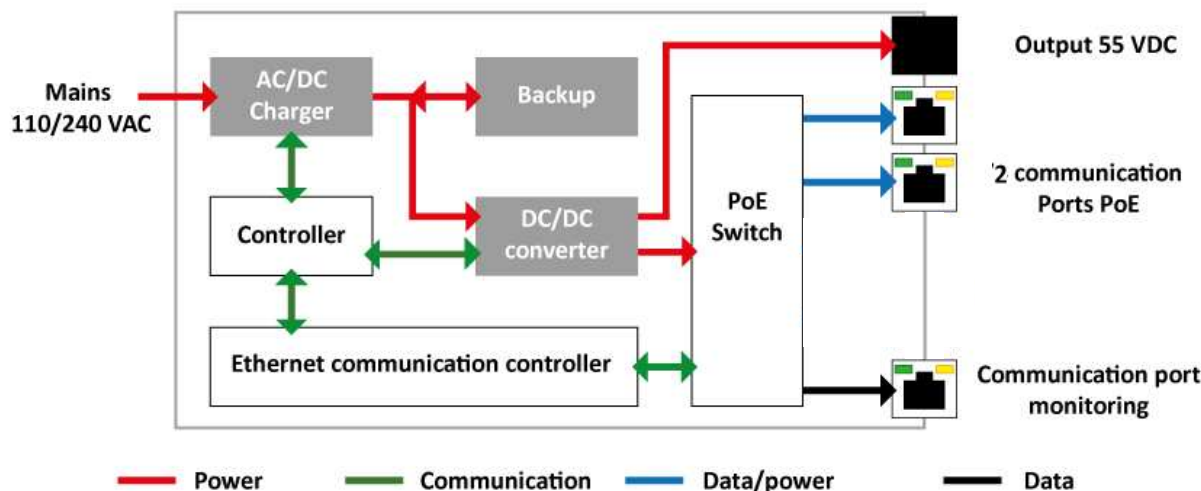 Output 55 VDC
Mains
110/240 VAC
AC/DC
Charger
Backup
'2 communication
Ports PoE
PoE
Switch
Controller
DC/DC
converter
Ethernet communication controller
Communication port
monitoring
Power
Communication
Data/power
Data